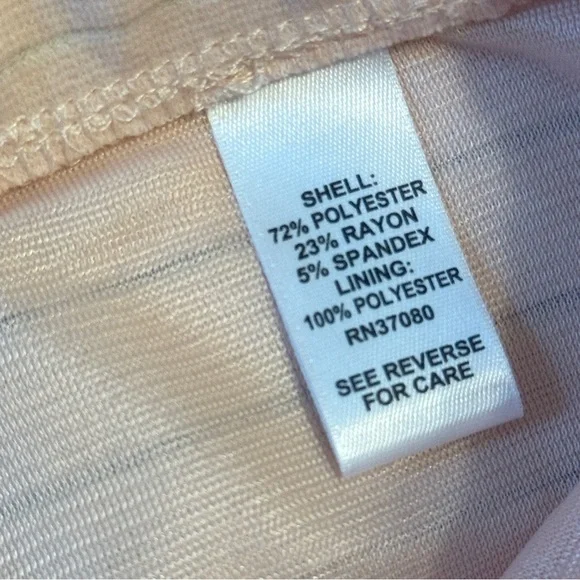 SHELL:
72% POLYESTER
23% RAYON
5% SPANDEX
LINING:
100% POLYESTER
RN37080
SEE REVERSE
FOR CARE